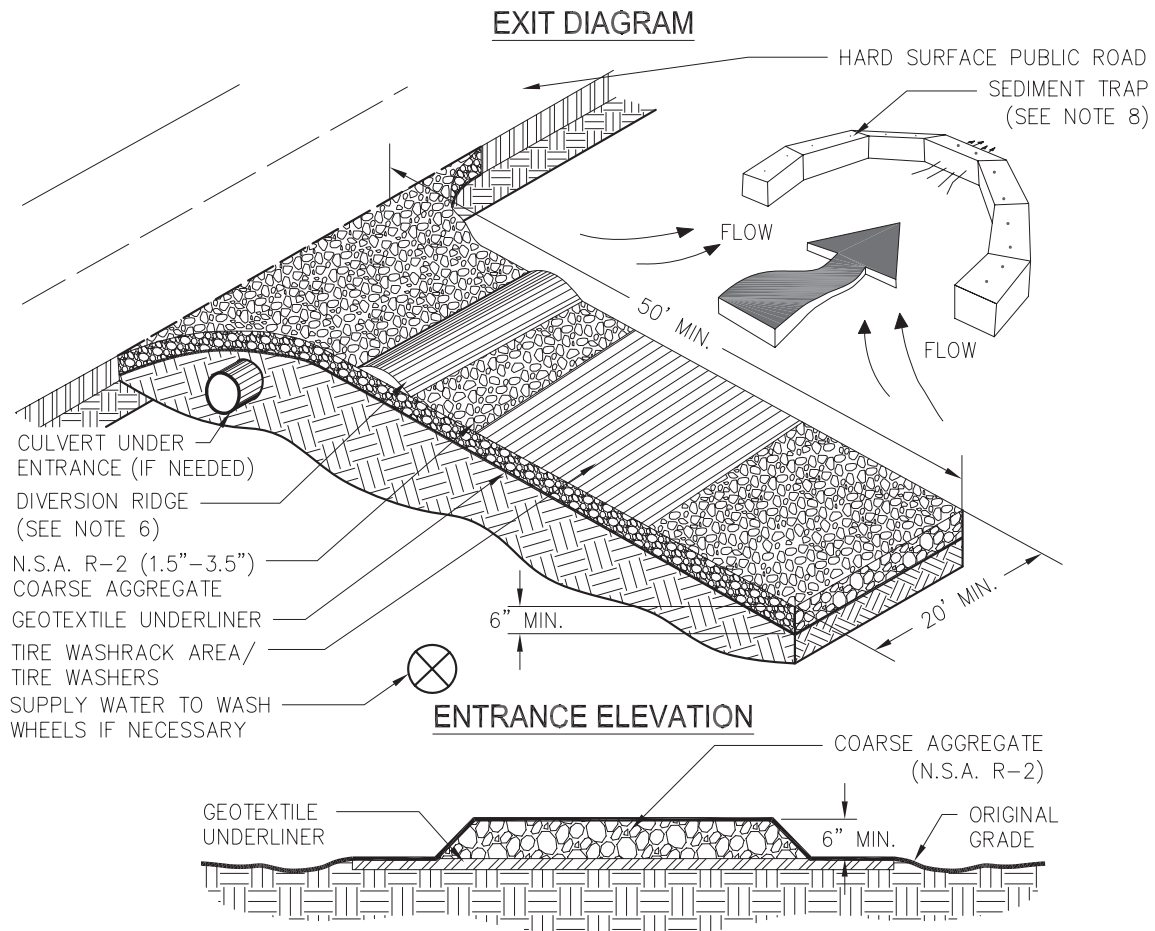 EXIT DIAGRAM
HARD SURFACE PUBLIC ROAD
SEDIMENT TRAP
(SEE NOTE 8)
FLOW
50' MIN.
FLOW
CULVERT UNDER
ENTRANCE (IF NEEDED)
DIVERSION RIDGE
(SEE NOTE 6)
N.S.A. R-2 (1.5"-3.5")
COARSE AGGREGATE
GEOTEXTILE UNDERLINER
6" MIN.
20' MIN.
TIRE WASHRACK AREA/
TIRE WASHERS
SUPPLY WATER TO WASH
WHEELS IF NECESSARY
ENTRANCE ELEVATION
COARSE AGGREGATE
(N.S.A. R-2)
GEOTEXTILE
UNDERLINER
6" MIN.
ORIGINAL
GRADE